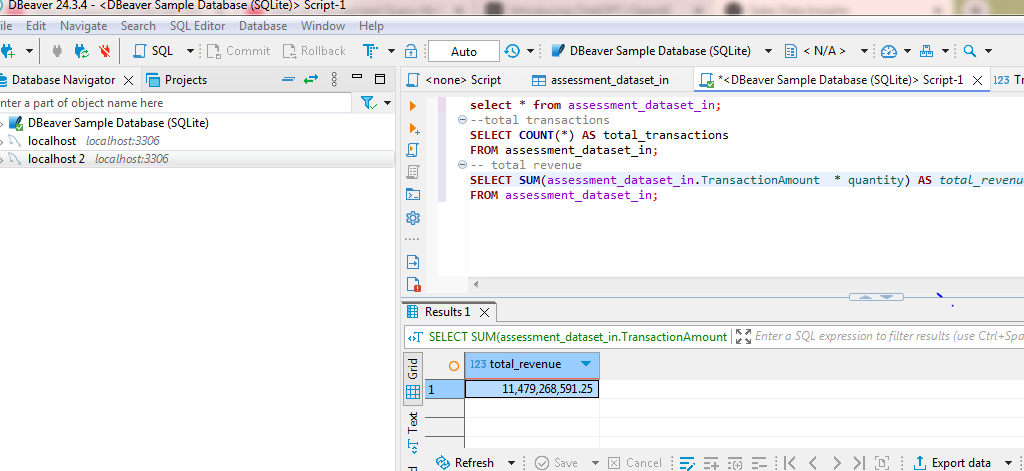 DBeaver 24.3.4 - <DBeaver Sample Database (SQLite)> Script-1
ile Edit Navigate Search SQL Editor Database Window Help
SQL Commit Rollback T Auto DBeaver Sample Database (SQLite) < N/A >
Database Navigator Projects
<none> Script assessment_dataset_in *<DBeaver Sample Database (SQLite)> Script-1 123 Tr
nter a part of object name here
DBeaver Sample Database (SQLite)
localhost localhost:3306
localhost 2 localhost:3306
select * from assessment_dataset_in;
--total transactions
SELECT COUNT(*) AS total_transactions
FROM assessment_dataset_in;
-- total revenue
SELECT SUM(assessment_dataset_in.TransactionAmount * quantity) AS total_revenu
FROM assessment_dataset_in;
Results 1
SELECT SUM(assessment_dataset_in.TransactionAmount Enter a SQL expression to filter results (use Ctrl+Spa
Grid
Text
123 total_revenue
1 11,479,268,591.25
Refresh Save Cancel Export data